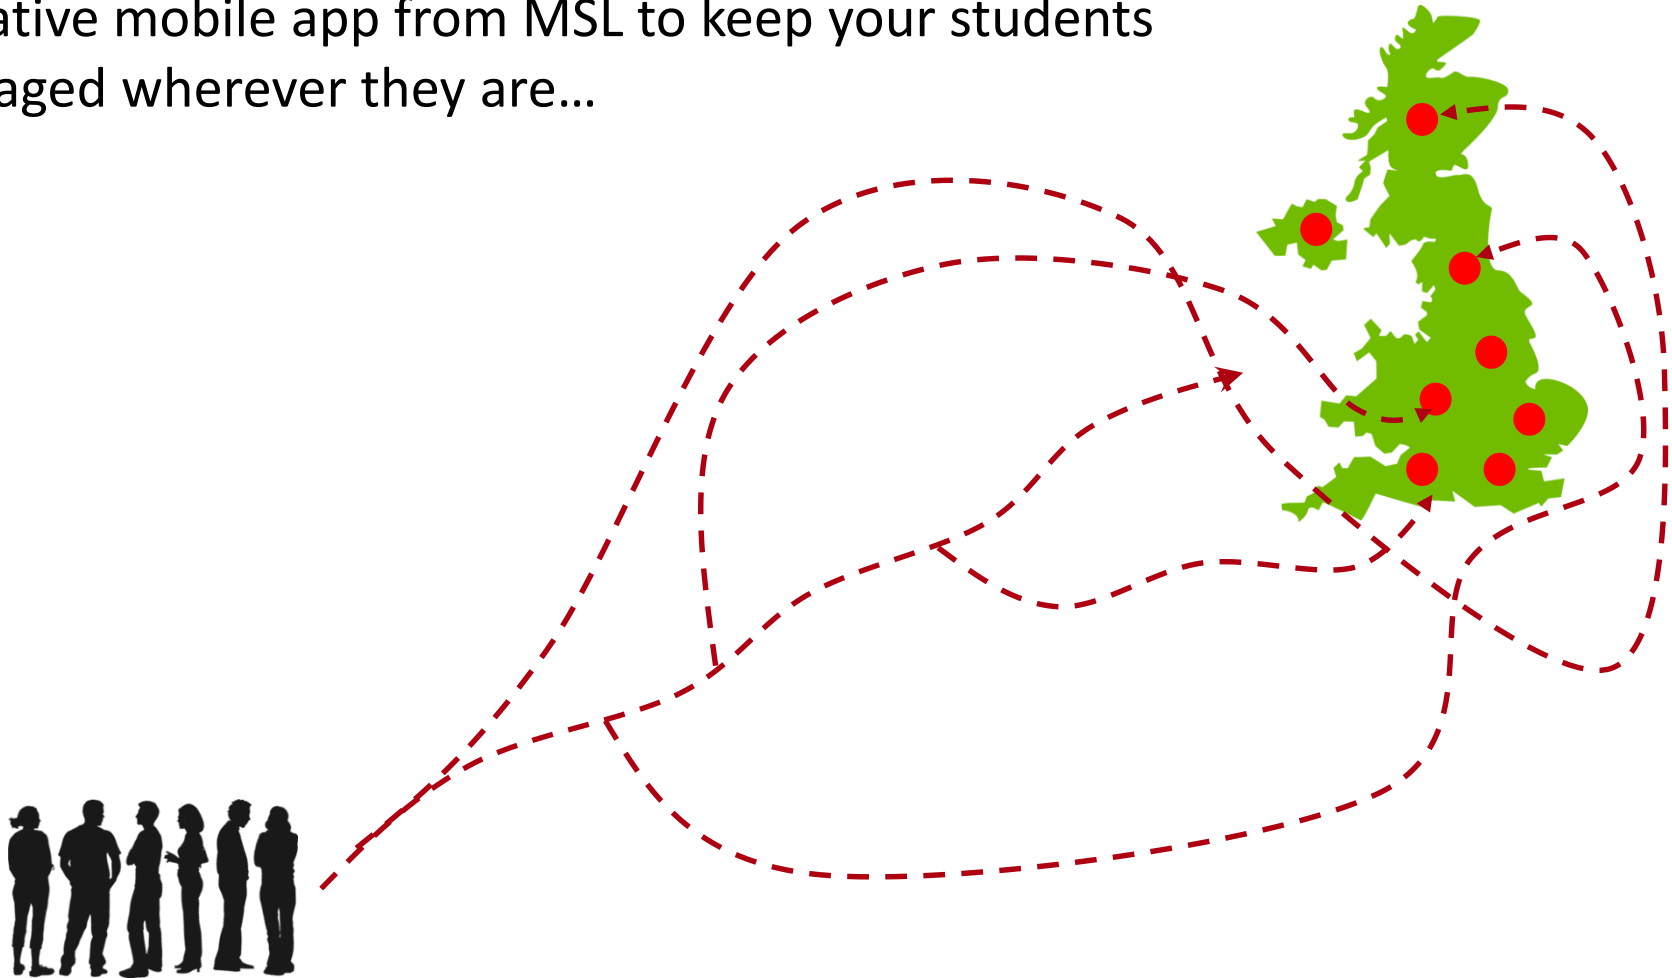 ative mobile app from MSL to keep your students
aged wherever they are…